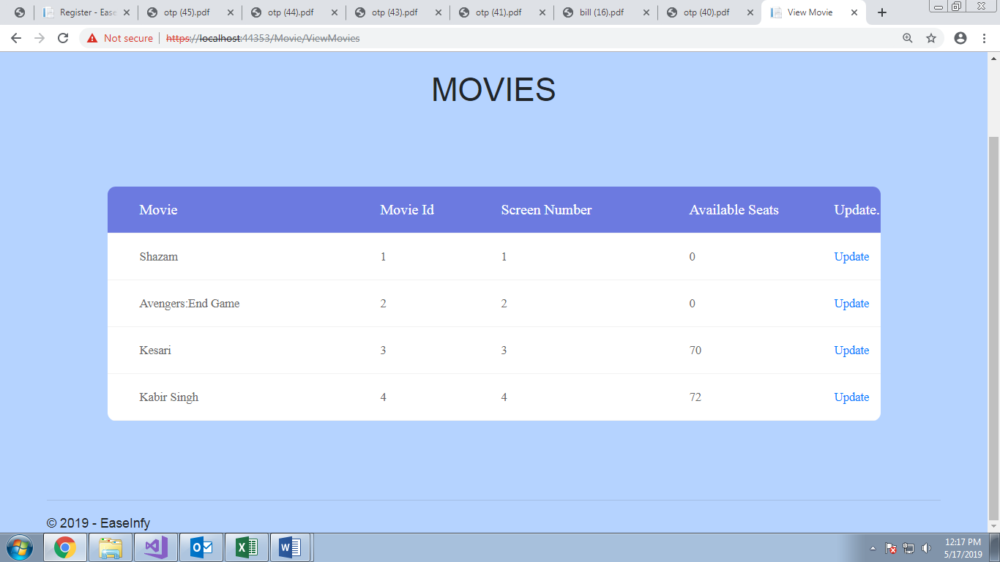 Register - Ease
otp (45).pdf
otp (44).pdf
otp (43).pdf
otp (41).pdf
bill (16).pdf
otp (40).pdf
View Movie
Not secure https://localhost:44353/Movie/ViewMovies
MOVIES
Movie Movie Id Screen Number Available Seats Update.
Shazam 1 1 0 Update
Avengers:End Game 2 2 0 Update
Kesari 3 3 70 Update
Kabir Singh 4 4 72 Update
© 2019 - EaseInfy
12:17 PM
5/17/2019